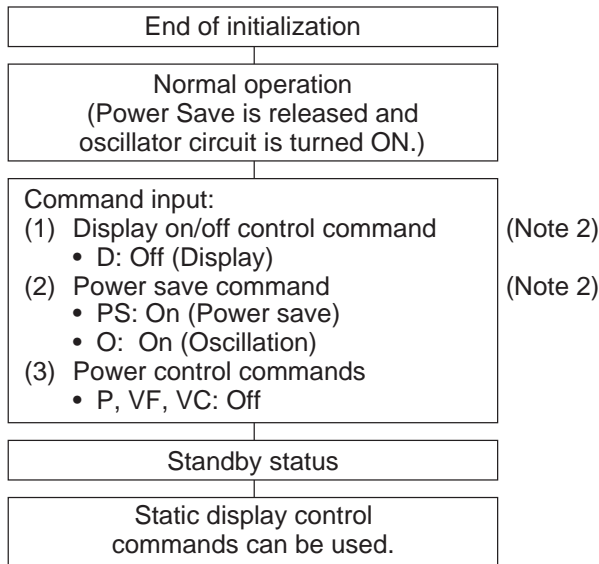 End of initialization
Normal operation
(Power Save is released and
oscillator circuit is turned ON.)
Command input:
(1) Display on/off control command (Note 2)
• D: Off (Display)
(2) Power save command (Note 2)
• PS: On (Power save)
• O: On (Oscillation)
(3) Power control commands
• P, VF, VC: Off
Standby status
Static display control
commands can be used.